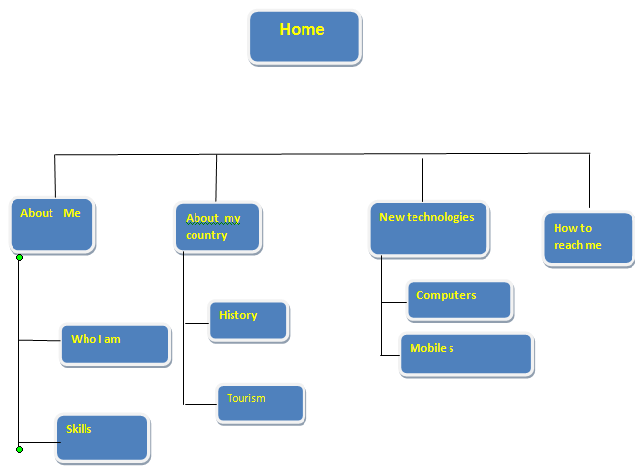 Home
About Me
About my
country
New technologies
How to
reach me
Computers
History
Who I am
Mobile s
Tourism
Skills